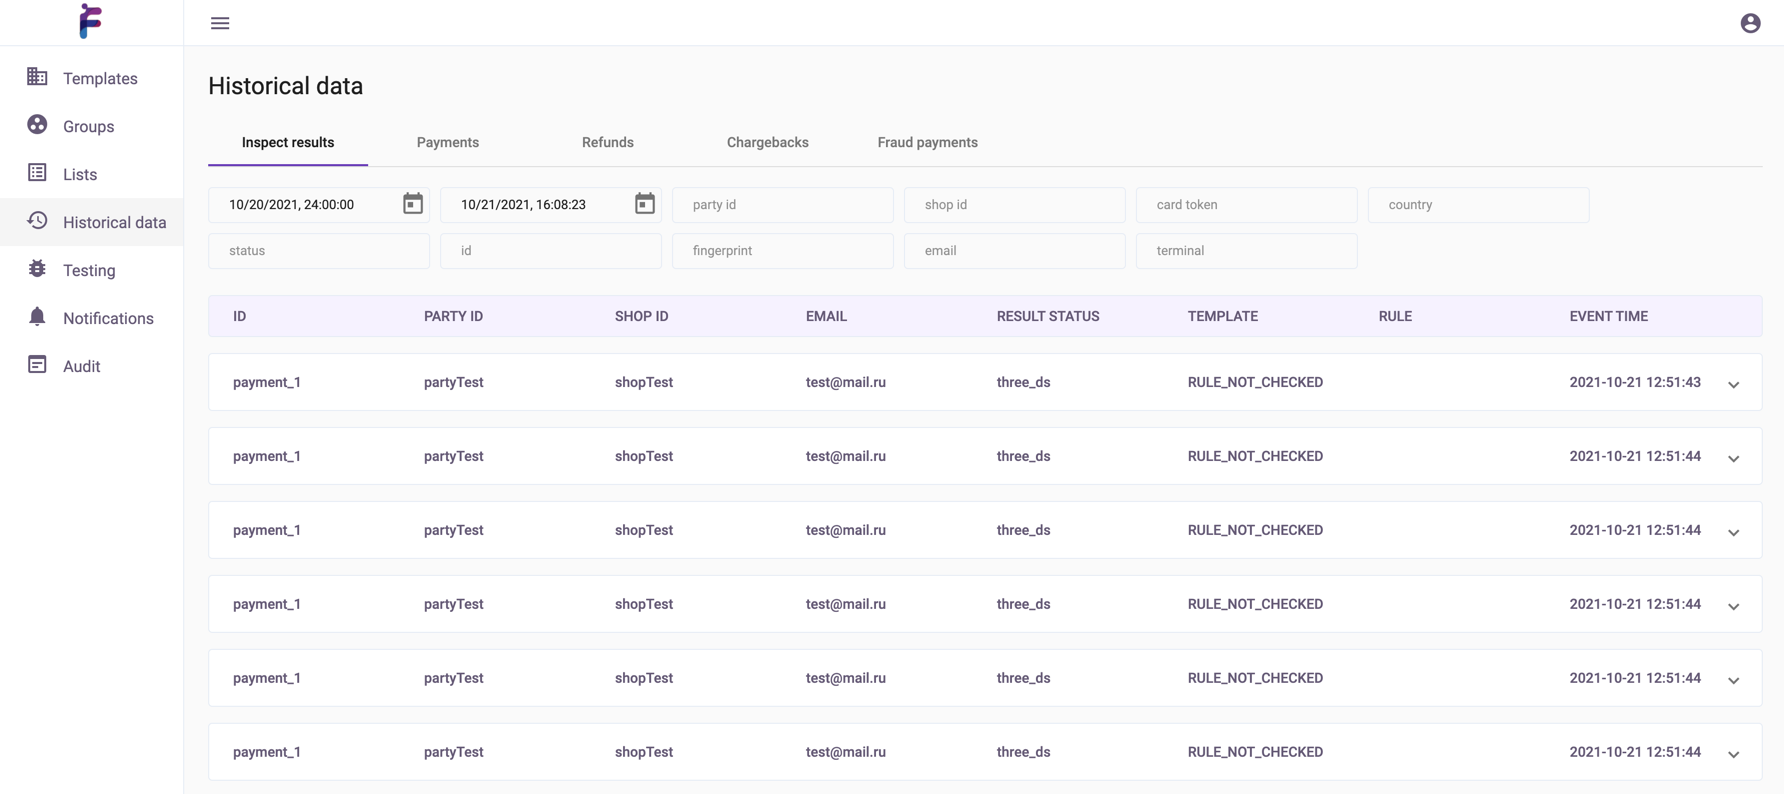 Templates
Groups
Lists
Historical data
Testing
Notifications
Audit
Historical data
Inspect results Payments Refunds Chargebacks Fraud payments
10/20/2021, 24:00:00 10/21/2021, 16:08:23 party id shop id card token country
status id fingerprint email terminal
ID PARTY ID SHOP ID EMAIL RESULT STATUS TEMPLATE RULE EVENT TIME
payment_1 partyTest shopTest test@mail.ru three_ds RULE_NOT_CHECKED 2021-10-21 12:51:43
payment_1 partyTest shopTest test@mail.ru three_ds RULE_NOT_CHECKED 2021-10-21 12:51:44
payment_1 partyTest shopTest test@mail.ru three_ds RULE_NOT_CHECKED 2021-10-21 12:51:44
payment_1 partyTest shopTest test@mail.ru three_ds RULE_NOT_CHECKED 2021-10-21 12:51:44
payment_1 partyTest shopTest test@mail.ru three_ds RULE_NOT_CHECKED 2021-10-21 12:51:44
payment_1 partyTest shopTest test@mail.ru three_ds RULE_NOT_CHECKED 2021-10-21 12:51:44